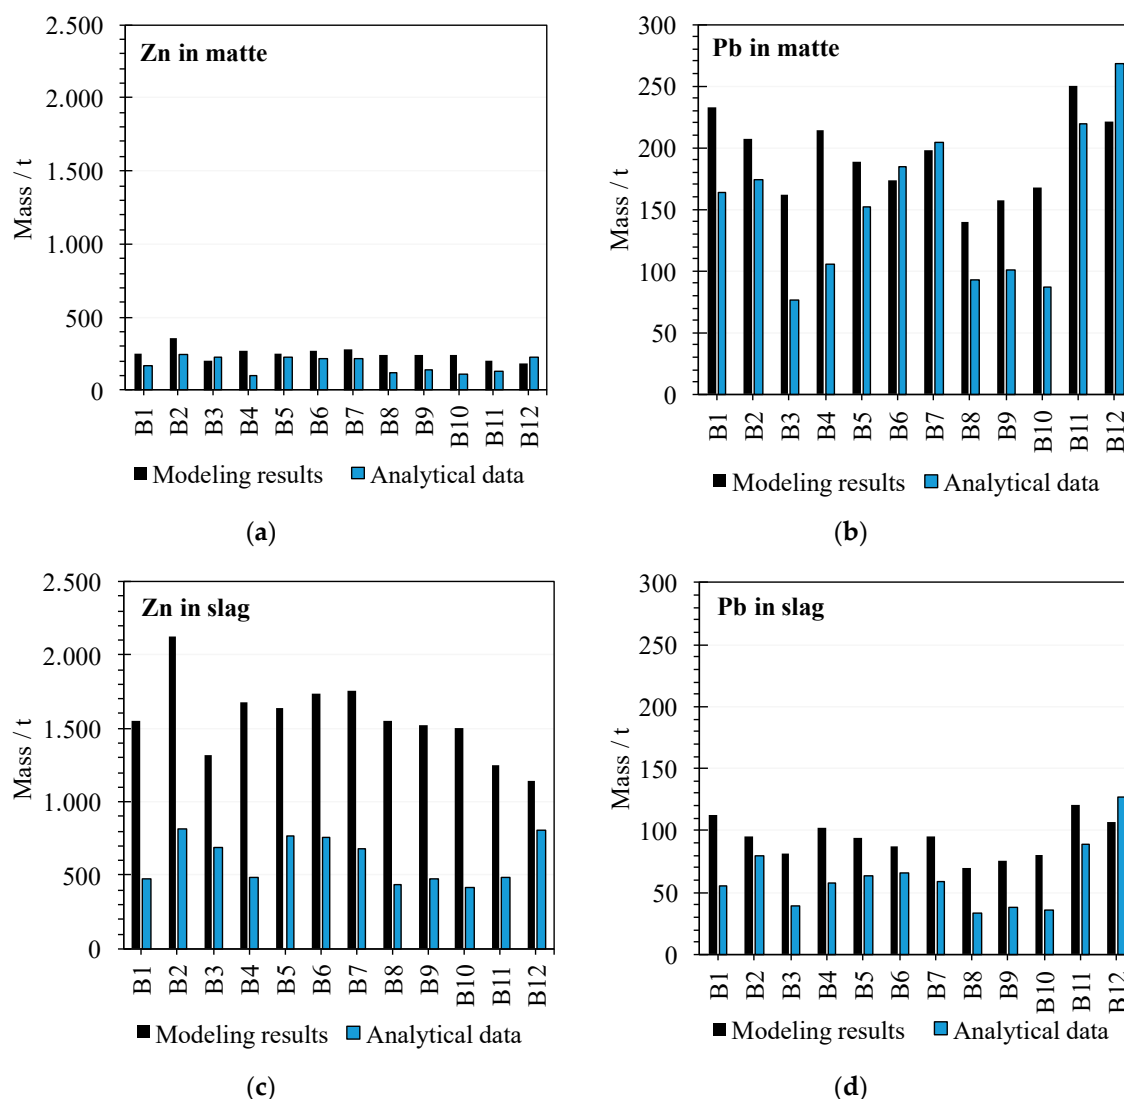 Zn in matte
2.500
2.000
1.500
1.000
500
0
Mass / t
B1 B2 B3 B4 B5 B6 B7 B8 B9 B10 B11 B12
Modeling results Analytical data
(a)
Pb in matte
300
250
200
150
100
50
0
Mass / t
B1 B2 B3 B4 B5 B6 B7 B8 B9 B10 B11 B12
Modeling results Analytical data
(b)
Zn in slag
2.500
2.000
1.500
1.000
500
0
Mass / t
B1 B2 B3 B4 B5 B6 B7 B8 B9 B10 B11 B12
Modeling results Analytical data
(c)
Pb in slag
300
250
200
150
100
50
0
Mass / t
B1 B2 B3 B4 B5 B6 B7 B8 B9 B10 B11 B12
Modeling results Analytical data
(d)